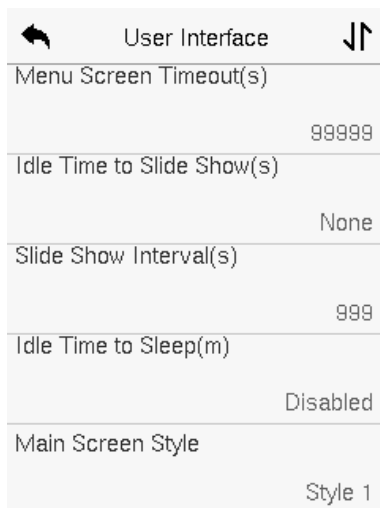 User Interface
Menu Screen Timeout(s)
99999
Idle Time to Slide Show(s)
None
Slide Show Interval(s)
999
Idle Time to Sleep(m)
Disabled
Main Screen Style
Style 1